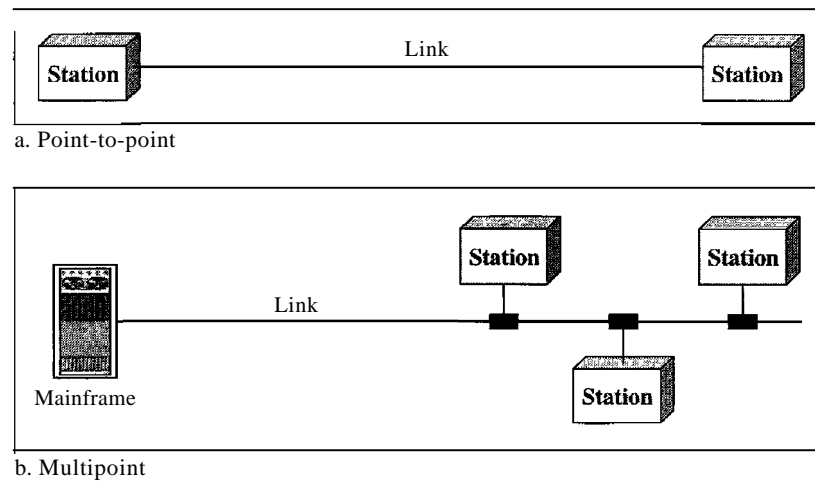 Link
Station Station
a. Point-to-point
Station Station
Link
Station
Mainframe
b. Multipoint